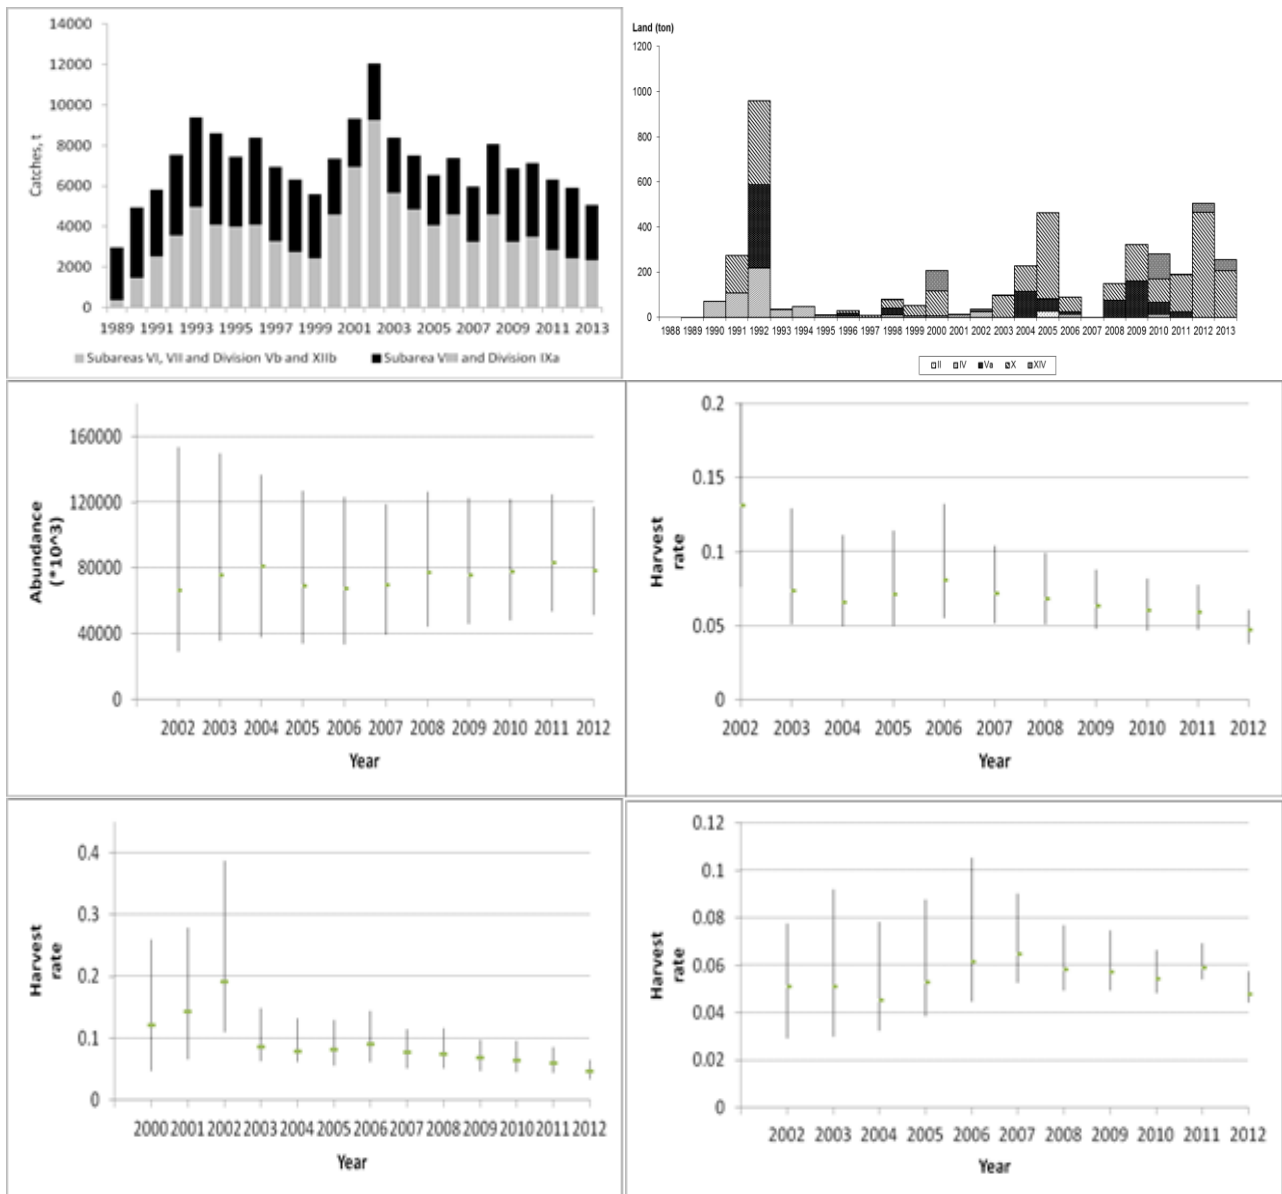 14000
12000
10000
8000
6000
4000
2000
0
Catches, t
1989 1991 1993 1995 1997 1999 2001 2003 2005 2007 2009 2011 2013
Subareas VI, VII and Division Vb and XIIb Subarea VIII and Division IXa
Land (ton)
1200
1000
800
600
400
200
0
1988 1989 1990 1991 1992 1993 1994 1995 1996 1997 1998 1999 2000 2001 2002 2003 2004 2005 2006 2007 2008 2009 2010 2011 2012 2013
II IV Va X XIV
160000
120000
80000
40000
0
Abundance
(*10^3)
2002 2003 2004 2005 2006 2007 2008 2009 2010 2011 2012
Year
0.2
0.15
0.1
0.05
0
Harvest
rate
2002 2003 2004 2005 2006 2007 2008 2009 2010 2011 2012
Year
0.4
0.3
0.2
0.1
0
Harvest
rate
2000 2001 2002 2003 2004 2005 2006 2007 2008 2009 2010 2011 2012
Year
0.12
0.1
0.08
0.06
0.04
0.02
0
Harvest
rate
2002 2003 2004 2005 2006 2007 2008 2009 2010 2011 2012
Year